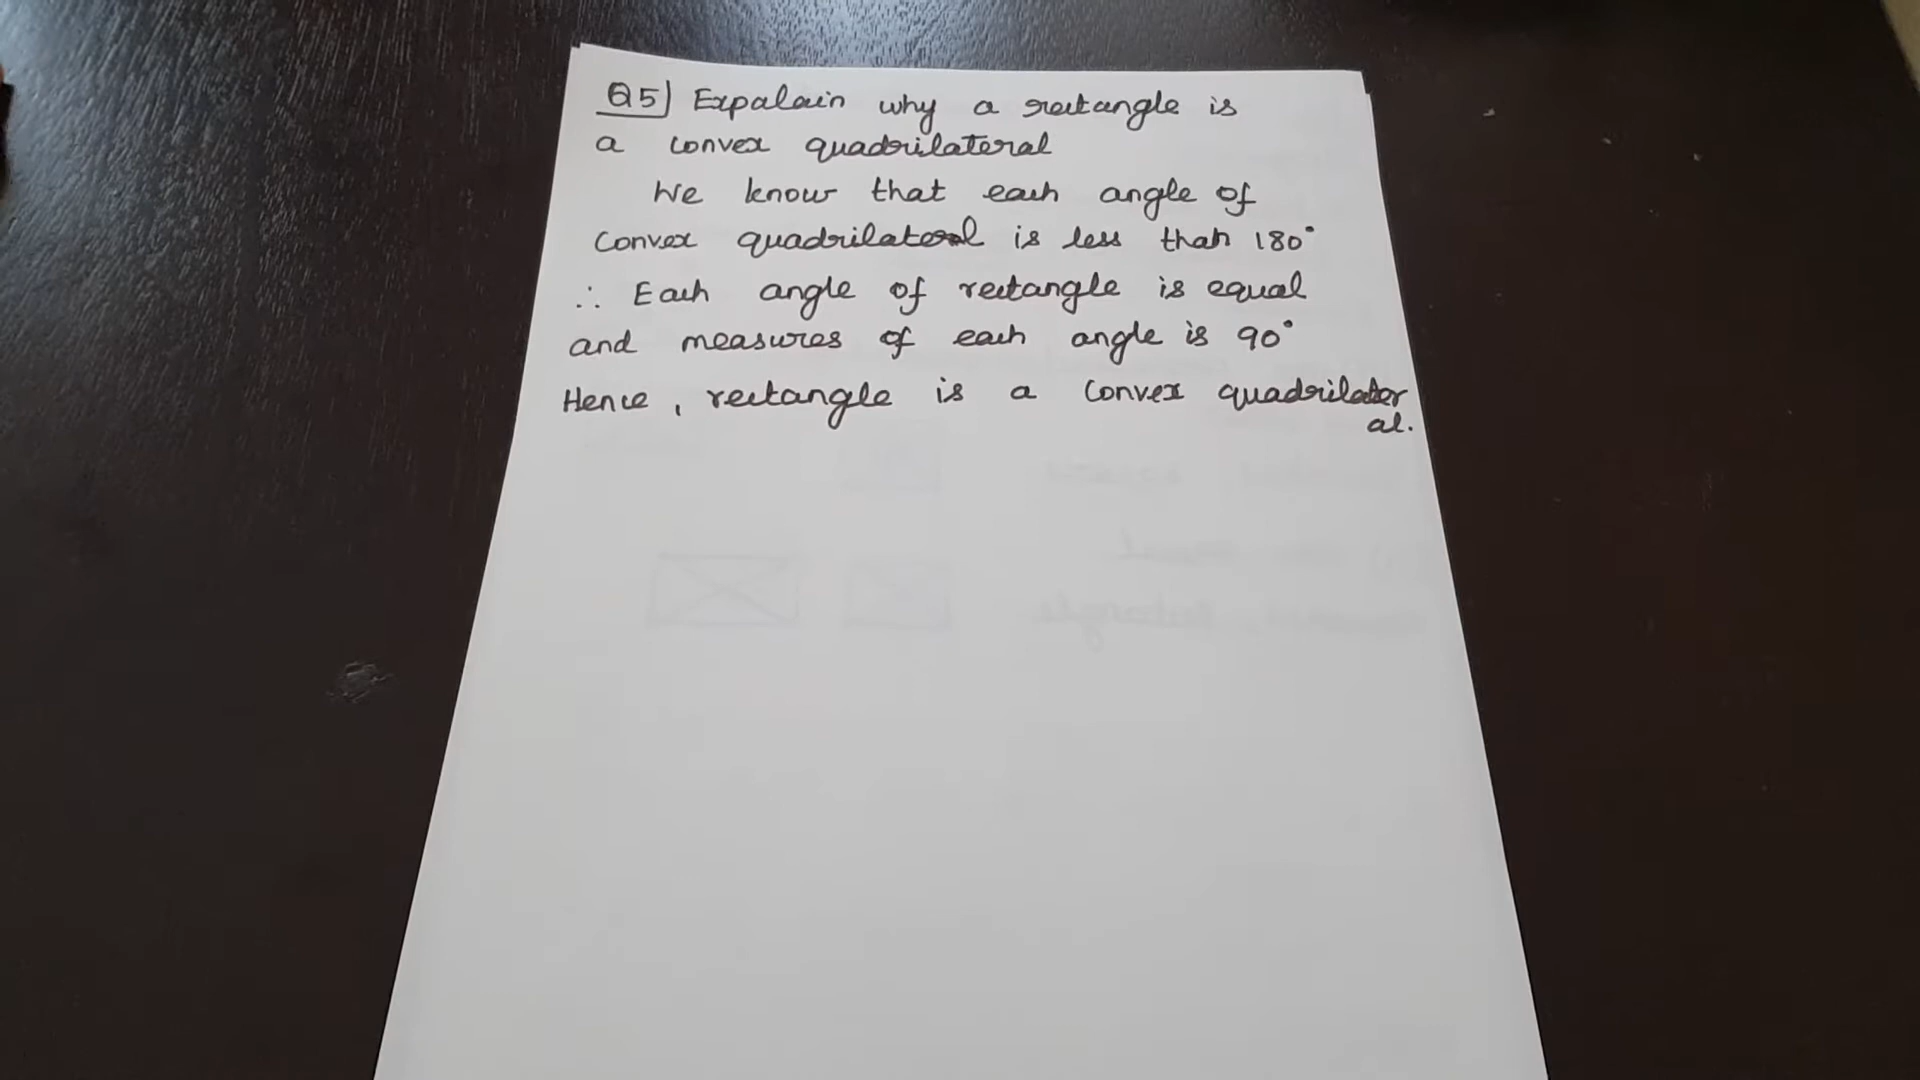 Q5) Expalain why a rectangle is
a convex quadrilateral
We know that each angle of
convex quadrilateral is less than 180°
∴ Each angle of rectangle is equal
and measures of each angle is 90°
Hence, rectangle is a convex quadrilater
al.